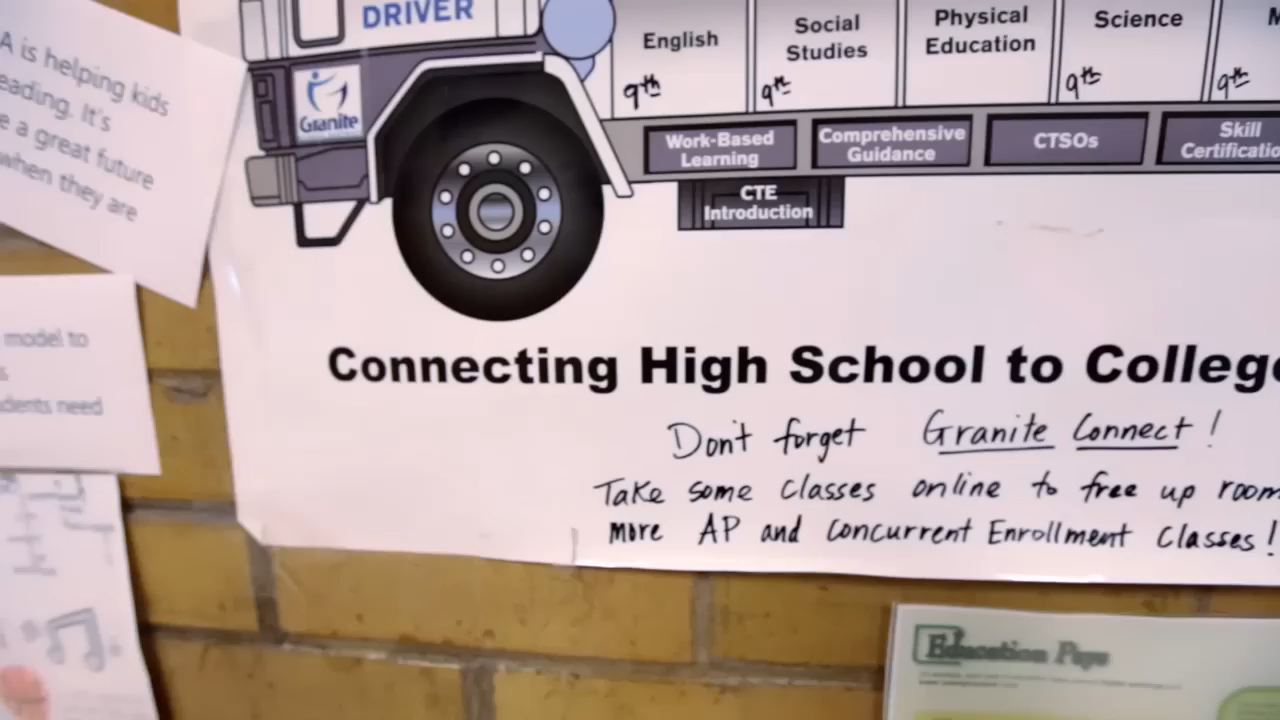 A is helping kids
eading. It's
e a great future
when they are
model to
s
dents need
DRIVER
Granite
English
Social
Studies
Physical
Education
Science
M
9th
9th
9th
9th
Work-Based
Learning
Comprehensive
Guidance
CTSOs
Skill
Certificatio
CTE
Introduction
Connecting High School to College
Don't forget Granite Connect!
Take some classes online to free up room
more AP and Concurrent Enrollment Classes!
Education Pays